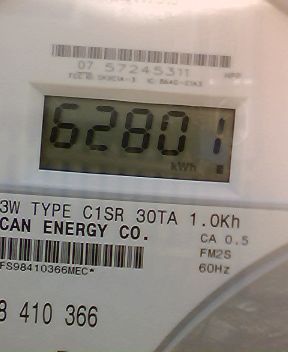 07 57245311
62801
kWh
3W TYPE C1SR 30TA 1.0Kh
CAN ENERGY CO.
CA 0.5
FM2S
60Hz
FS98410366MEC*
8 410 366